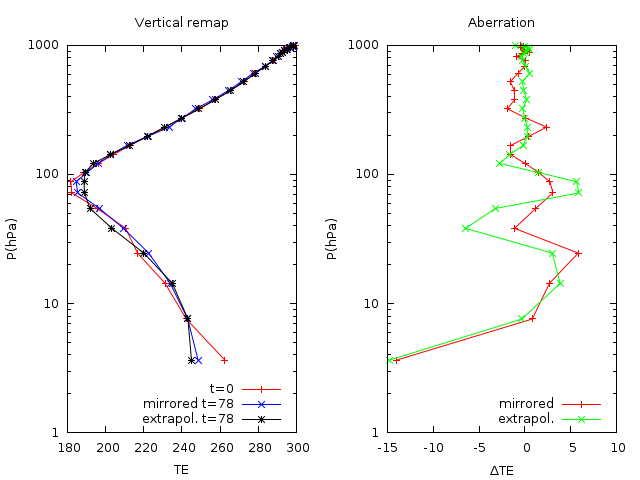 Vertical remap
1000
100
10
1
P(hPa)
t=0
mirrored t=78
extrapol. t=78
180 200 220 240 260 280 300
TE
Aberration
1000
100
10
1
P(hPa)
mirrored
extrapol.
-15 -10 -5 0 5 10
ΔTE